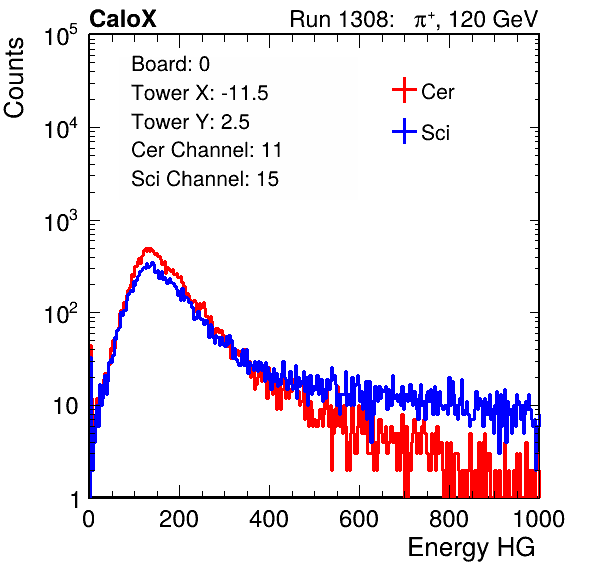 CaloX Run 1308: π⁺, 120 GeV
Board: 0
Tower X: -11.5
Tower Y: 2.5
Cer Channel: 11
Sci Channel: 15
Cer
Sci
Counts
10⁵
10⁴
10³
10²
10
1
0 200 400 600 800 1000
Energy HG